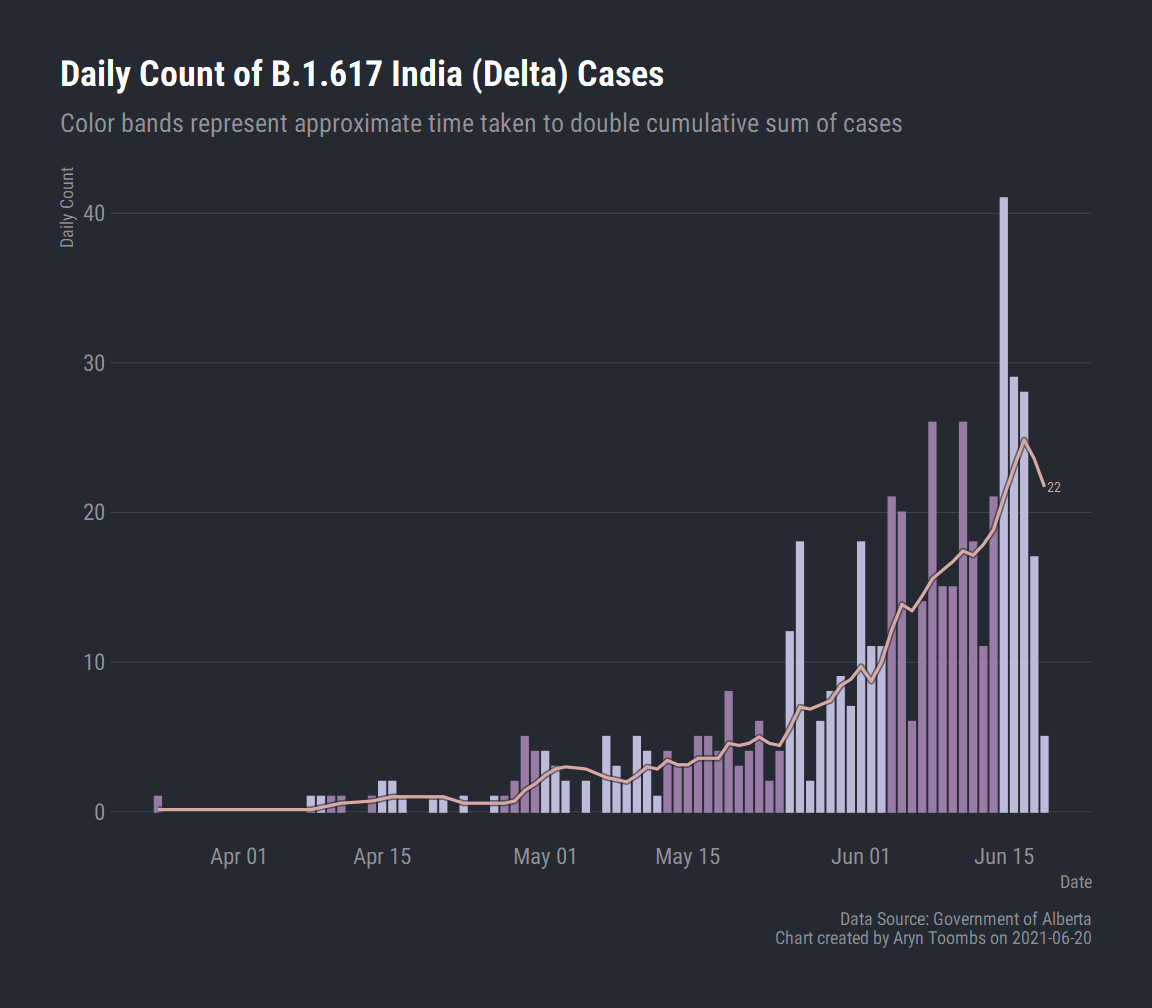 Daily Count of B.1.617 India (Delta) Cases
Color bands represent approximate time taken to double cumulative sum of cases
Daily Count
40
30
20
10
0
22
Apr 01
Apr 15
May 01
May 15
Jun 01
Jun 15
Date
Data Source: Government of Alberta
Chart created by Aryn Toombs on 2021-06-20